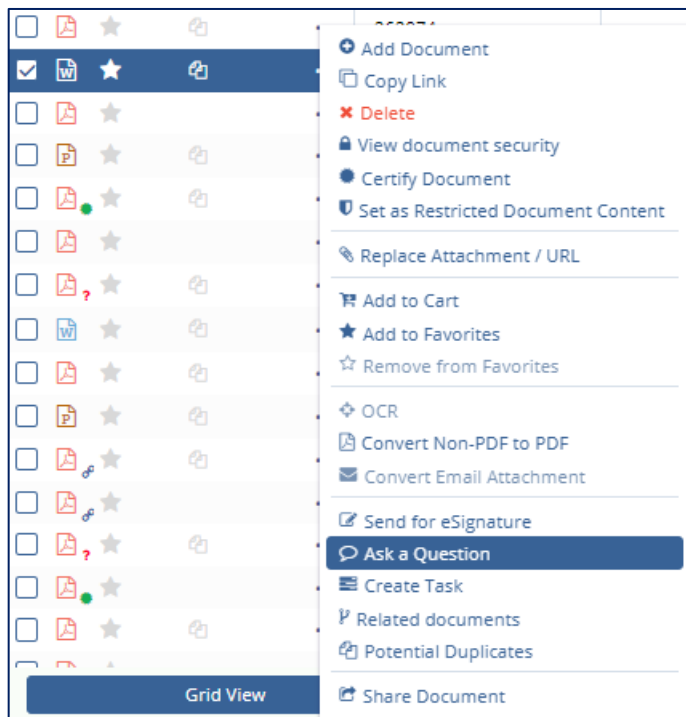 Add Document
Copy Link
Delete
View document security
Certify Document
Set as Restricted Document Content
Replace Attachment / URL
Add to Cart
Add to Favorites
Remove from Favorites
OCR
Convert Non-PDF to PDF
Convert Email Attachment
Send for eSignature
Ask a Question
Create Task
Related documents
Potential Duplicates
Grid View
Share Document